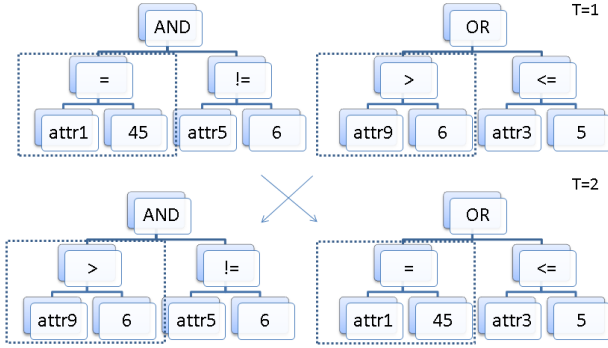 T=1
AND OR
= != > <=
attr1 45 attr5 6 attr9 6 attr3 5
T=2
AND OR
> != = <=
attr9 6 attr5 6 attr1 45 attr3 5